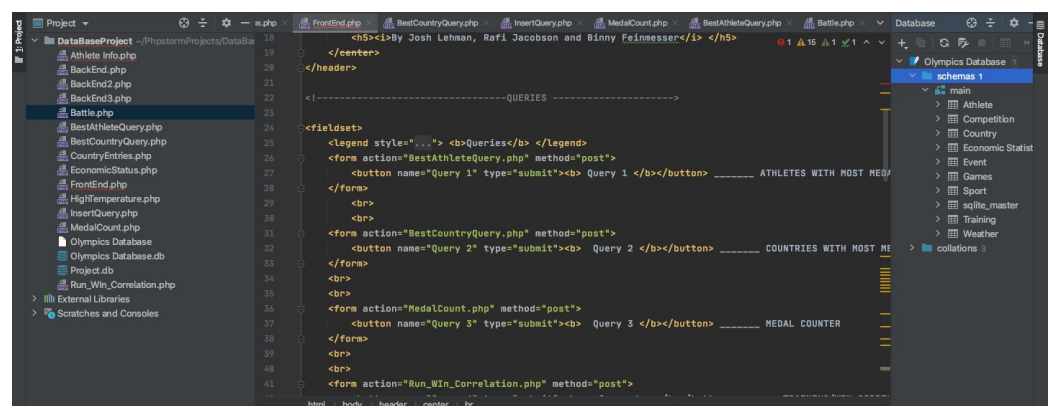 Project
s.php
FrontEnd.php
BestCountryQuery.php
InsertQuery.php
MedalCount.php
BestAthleteQuery.php
Battle.php
Database
1: Project
DataBaseProject ~/PhpstormProjects/DataBa
Athlete Info.php
BackEnd.php
BackEnd2.php
BackEnd3.php
Battle.php
BestAthleteQuery.php
BestCountryQuery.php
CountryEntries.php
EconomicStatus.php
FrontEnd.php
HighTemperature.php
InsertQuery.php
MedalCount.php
Olympics Database
Olympics Database.db
Project.db
Run_Win_Correlation.php
External Libraries
Scratches and Consoles
18 <h5><i>By Josh Lehman, Rafi Jacobson and Binny Feinmesser</i> </h5>
1 15 1 1
19 </center>
20 </header>
21
22 <!-------------------------------QUERIES -------------------->
23
24 <fieldset>
25 <legend style="..."> <b>Queries</b> </legend>
26 <form action="BestAthleteQuery.php" method="post">
27 <button name="Query 1" type="submit"><b> Query 1 </b></button> _______ ATHLETES WITH MOST MEDA
28 </form>
29 <br>
30 <br>
31 <form action="BestCountryQuery.php" method="post">
32 <button name="Query 2" type="submit"><b> Query 2 </b></button> _______ COUNTRIES WITH MOST ME
33 </form>
34 <br>
35 <br>
36 <form action="MedalCount.php" method="post">
37 <button name="Query 3" type="submit"><b> Query 3 </b></button> _______ MEDAL COUNTER
38 </form>
39 <br>
40 <br>
41 <form action="Run_WIn_Correlation.php" method="post">
html body header center br
Olympics Database 1
schemas 1
main
Athlete
Competition
Country
Economic Statist
Event
Games
Sport
sqlite_master
Training
Weather
collations 3
Database